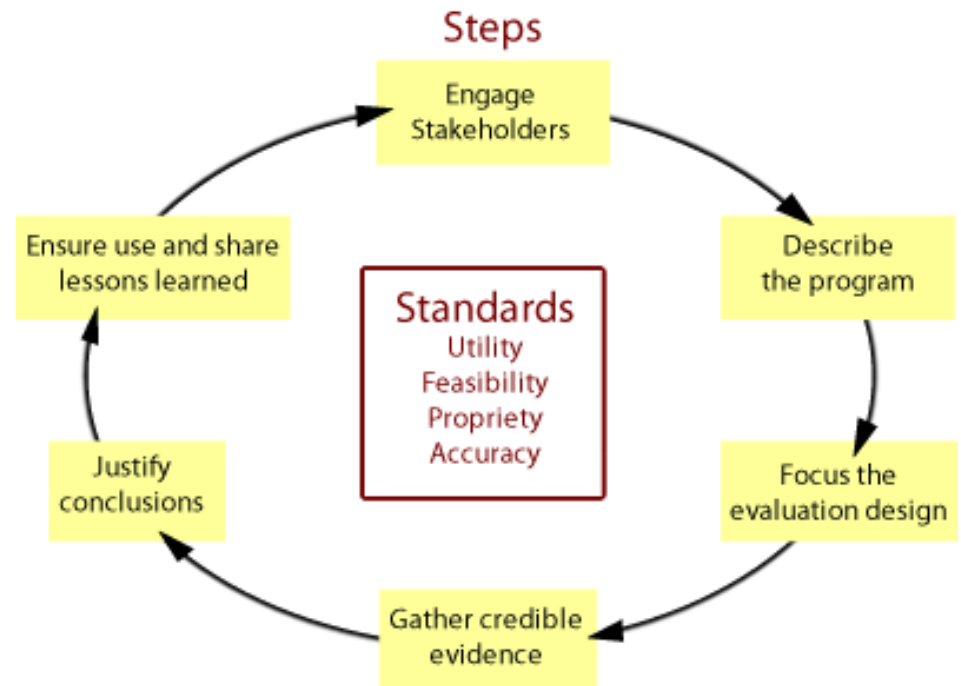 Steps
Engage
Stakeholders
Describe
the program
Focus the
evaluation design
Gather credible
evidence
Justify
conclusions
Ensure use and share
lessons learned
Standards
Utility
Feasibility
Propriety
Accuracy